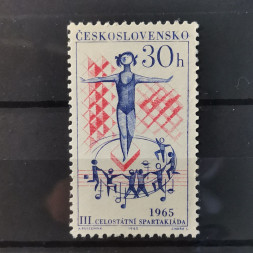 ČESKOSLOVENSKO
30h
1965
III CELOSTÁTNÍ SPARTAKIÁDA